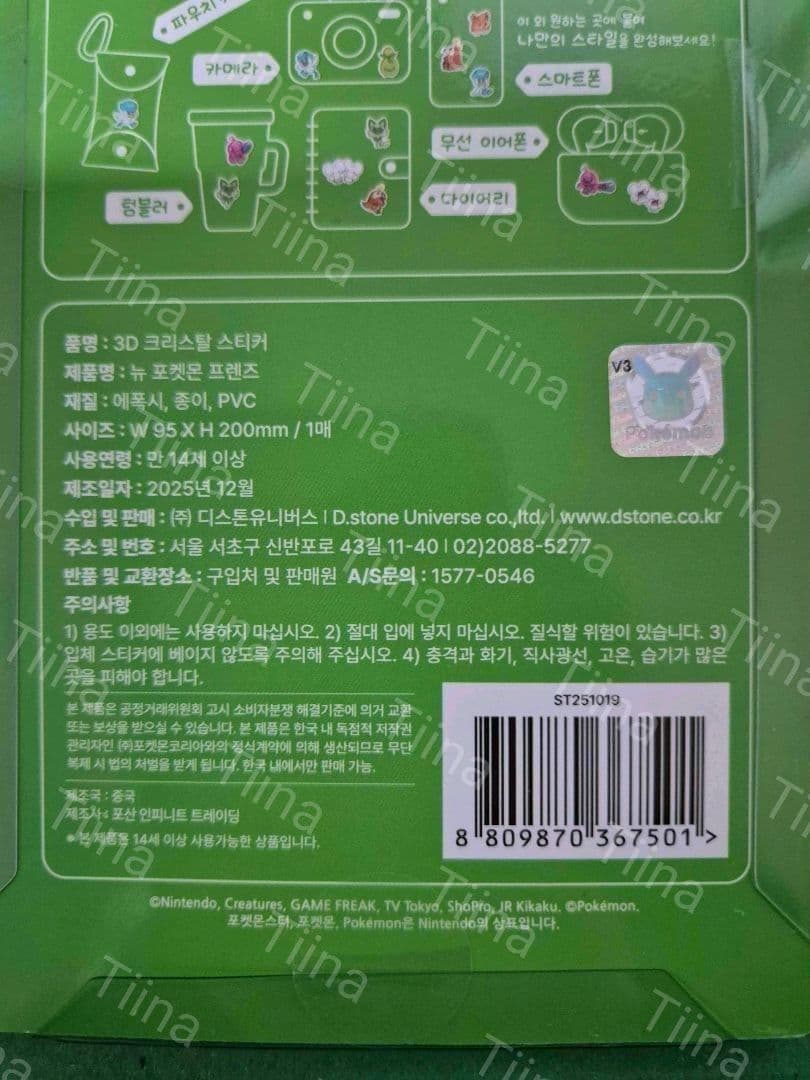 파우치
이 외 원하는 곳에 붙여
나만의 스타일을 완성해보세요!
카메라
스마트폰
무선 이어폰
텀블러
다이어리
품명 : 3D 크리스탈 스티커
제품명 : 뉴 포켓몬 프렌즈
재질 : 에폭시, 종이, PVC
사이즈 : W 95 X H 200mm / 1매
사용연령 : 만 14세 이상
제조일자 : 2025년 12월
수입 및 판매 : ㈜ 디스톤유니버스 | D.stone Universe co.,ltd. | www.dstone.co.kr
주소 및 번호 : 서울 서초구 신반포로 43길 11-40 | 02)2088-5277
반품 및 교환장소 : 구입처 및 판매원 A/S문의 : 1577-0546
주의사항
1) 용도 이외에는 사용하지 마십시오. 2) 절대 입에 넣지 마십시오. 질식할 위험이 있습니다. 3)
입체 스티커에 베이지 않도록 주의해 주십시오. 4) 충격과 화기, 직사광선, 고온, 습기가 많은
곳을 피해야 합니다.
본 제품은 공정거래위원회 고시 소비자분쟁 해결기준에 의거 교환
또는 보상을 받으실 수 있습니다. 본 제품은 한국 내 독점적 저작권
관리자인 ㈜포켓몬코리아와의 정식계약에 의해 생산되므로 무단
복제 시 법의 처벌을 받게 됩니다. 한국 내에서만 판매 가능.
제조국 : 중국
제조자 : 포산 인피니트 트레이딩
* 본 제품은 14세 이상 사용가능한 상품입니다.
V3
Pokémon
ST251019
8 809870 367501 >
©Nintendo, Creatures, GAME FREAK, TV Tokyo, ShoPro, JR Kikaku. ©Pokémon.
포켓몬스터, 포켓몬, Pokémon은 Nintendo의 상표입니다.
Tiina